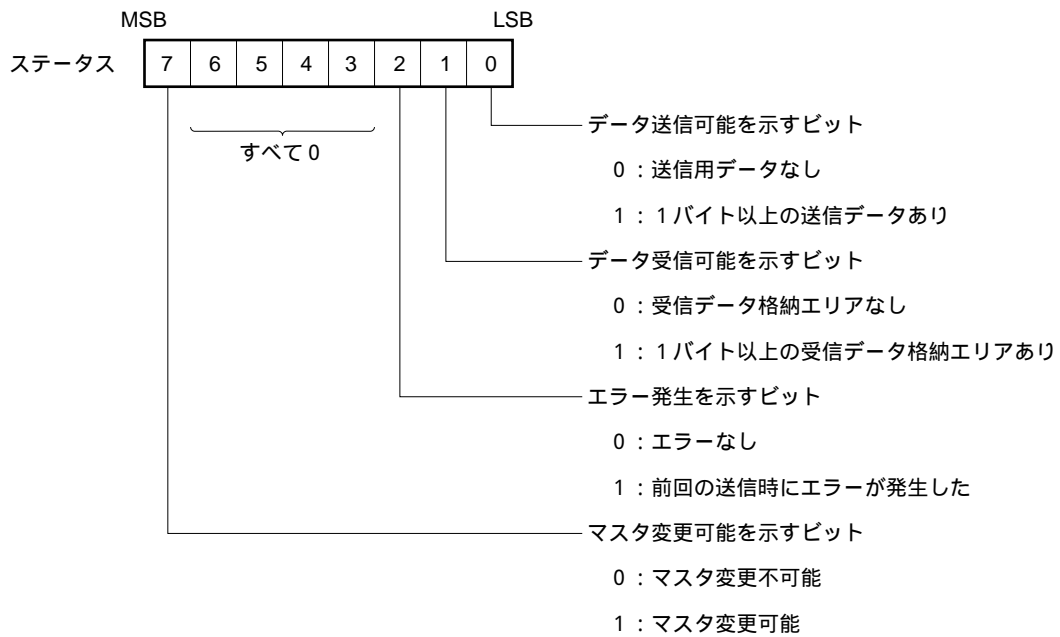 MSB LSB
ステータス 7 6 5 4 3 2 1 0
データ送信可能を示すビット
すべて0
0：送信用データなし
1：1バイト以上の送信データあり
データ受信可能を示すビット
0：受信データ格納エリアなし
1：1バイト以上の受信データ格納エリアあり
エラー発生を示すビット
0：エラーなし
1：前回の送信時にエラーが発生した
マスタ変更可能を示すビット
0：マスタ変更不可能
1：マスタ変更可能